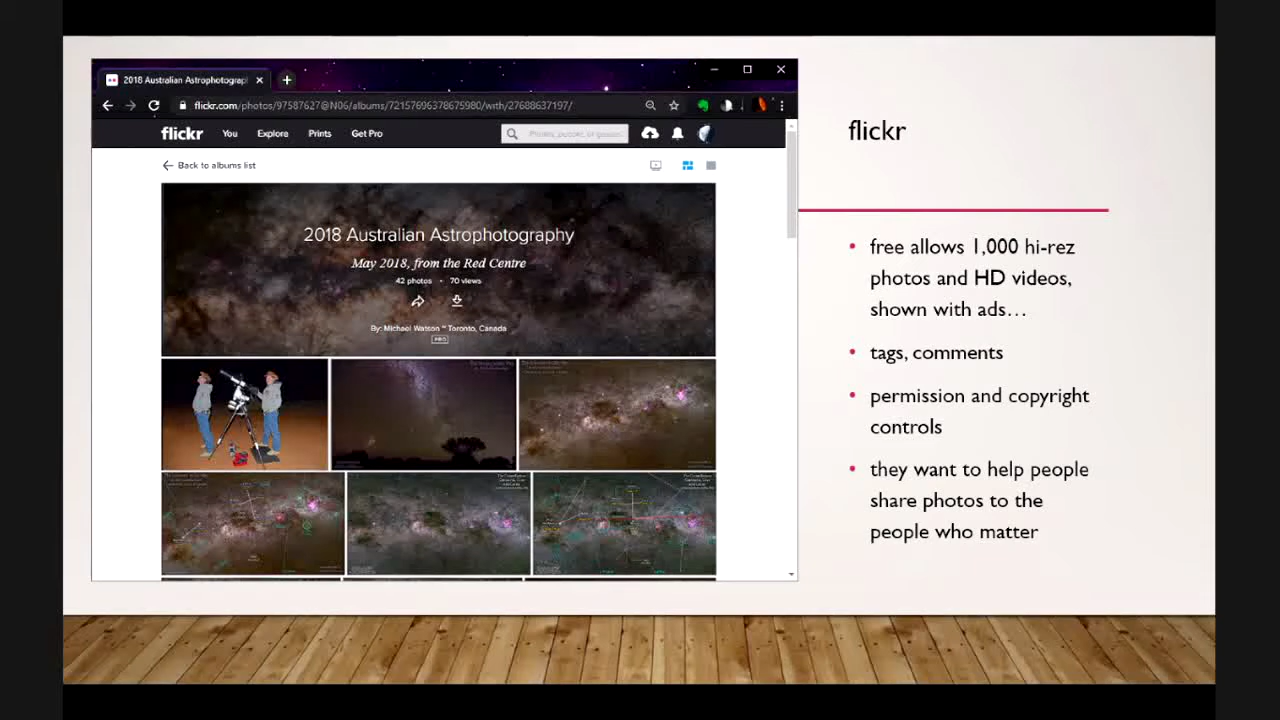 2018 Australian Astrophotograp
flickr.com/photos/97587627@N06/albums/72157696378675980/with/27688637197/
flickr You Explore Prints Get Pro
Back to albums list
2018 Australian Astrophotography
May 2018, from the Red Centre
42 photos - 70 views
By: Michael Watson ~ Toronto, Canada
PRO
flickr
• free allows 1,000 hi-rez
photos and HD videos,
shown with ads…
• tags, comments
• permission and copyright
controls
• they want to help people
share photos to the
people who matter